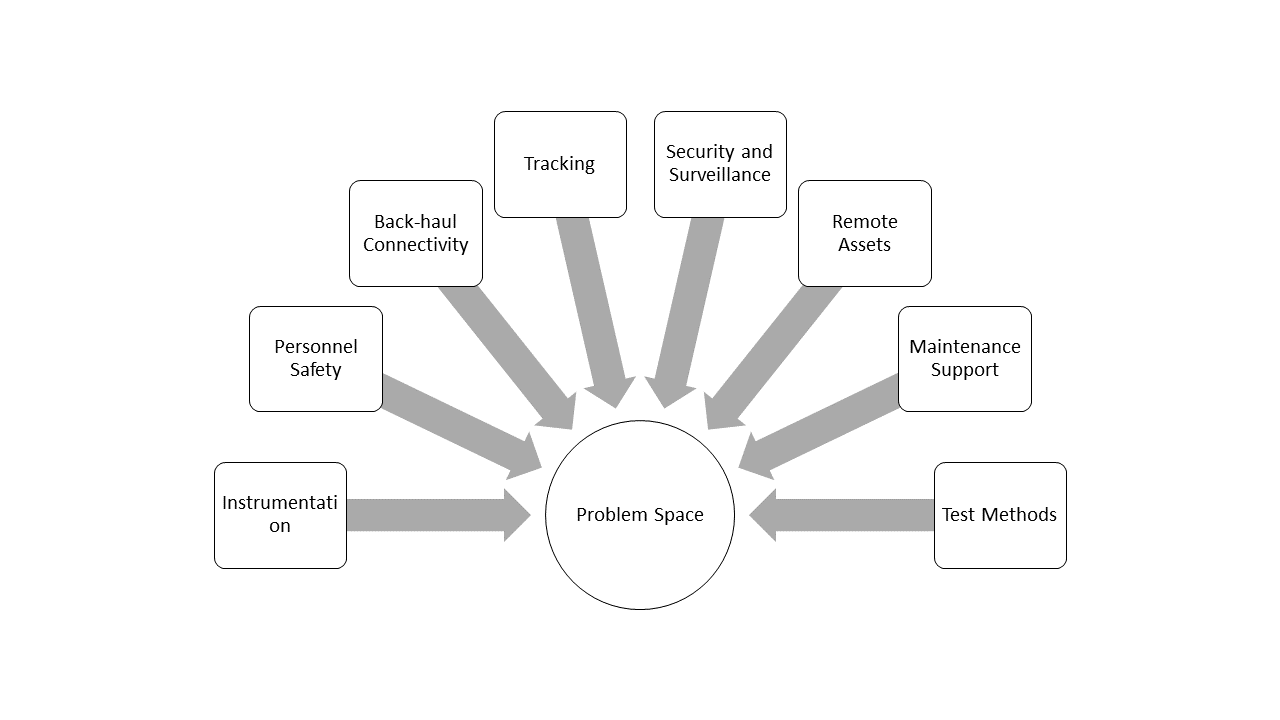 Tracking
Security and
Surveillance
Back-haul
Connectivity
Remote
Assets
Personnel
Safety
Maintenance
Support
Instrumentati
on
Problem Space
Test Methods